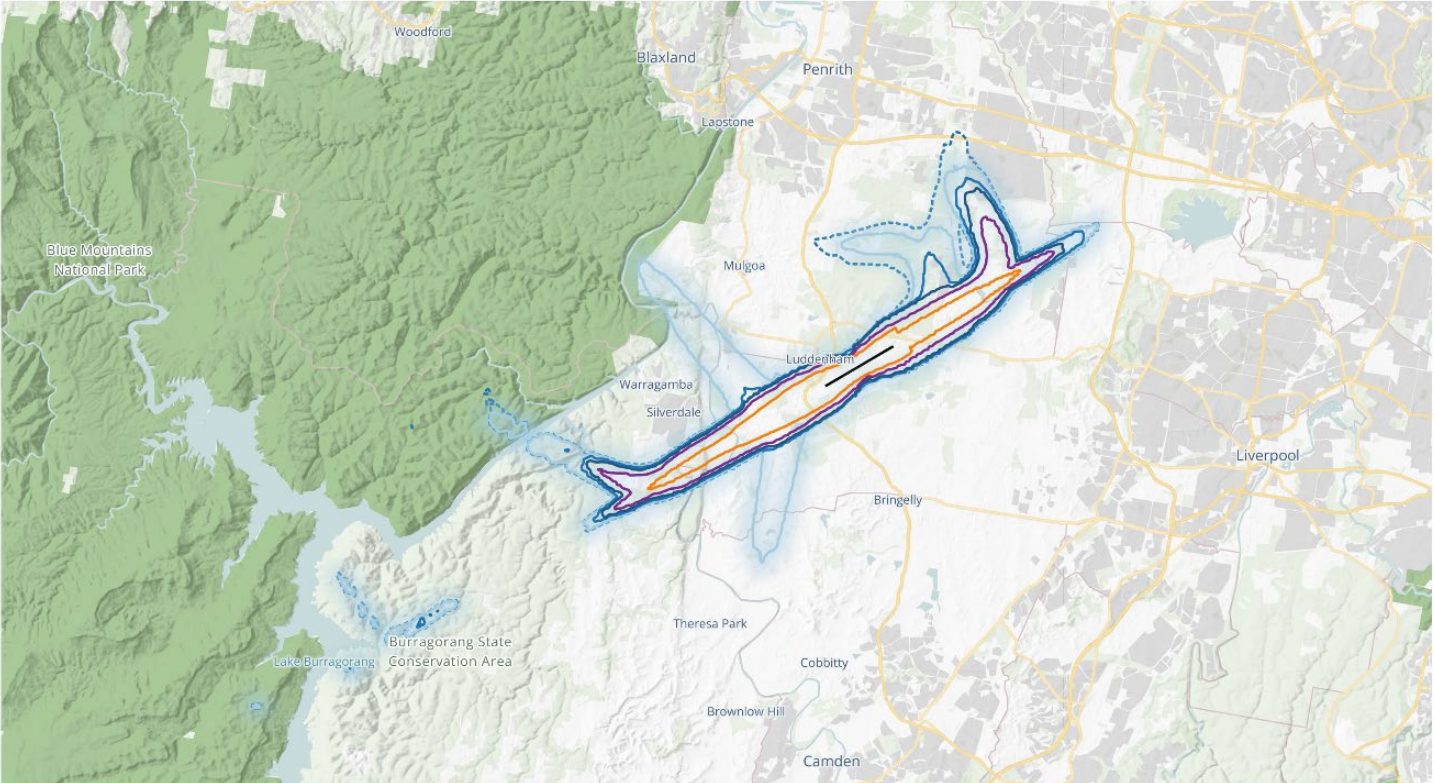 Woodford
Blaxland
Penrith
Lapstone
Blue Mountains
National Park
Mulgoa
Luddenham
Warragamba
Silverdale
Liverpool
Bringelly
Theresa Park
Burragorang State
Conservation Area
Lake Burragorang
Cobbitty
Brownlow Hill
Camden